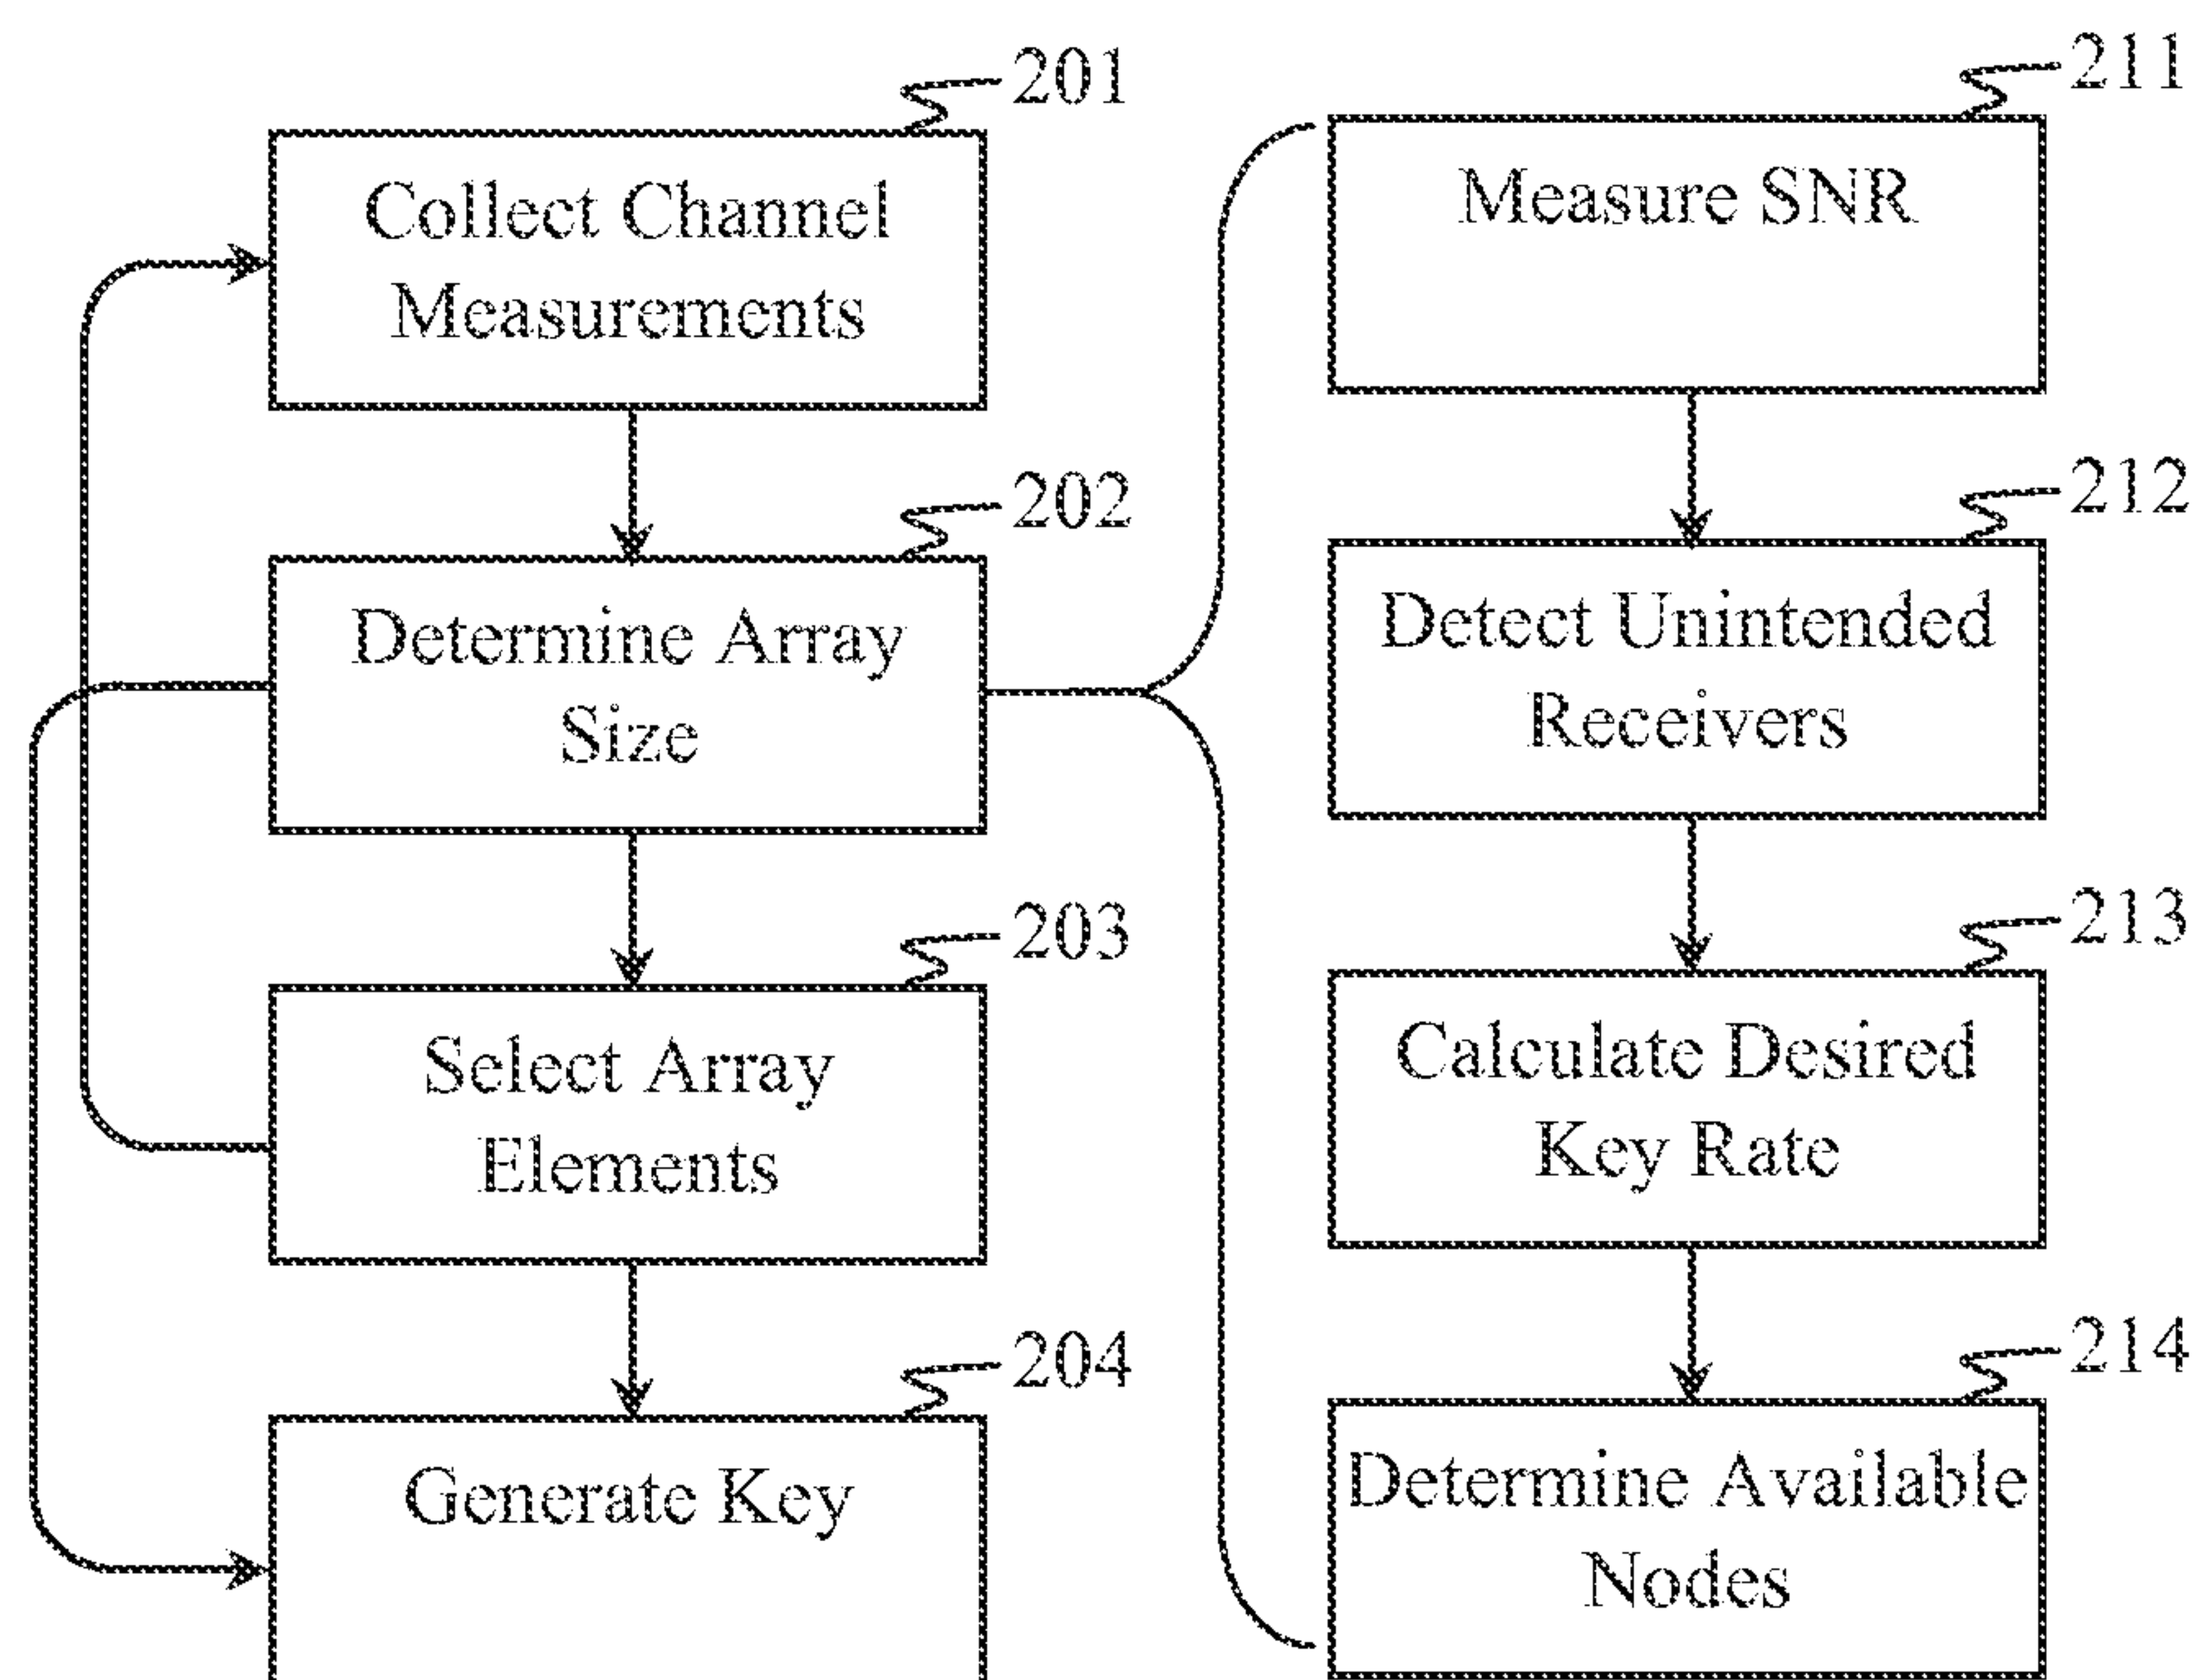 201
Collect Channel
Measurements
202
Determine Array
Size
203
Select Array
Elements
204
Generate Key
211
Measure SNR
212
Detect Unintended
Receivers
213
Calculate Desired
Key Rate
214
Determine Available
Nodes